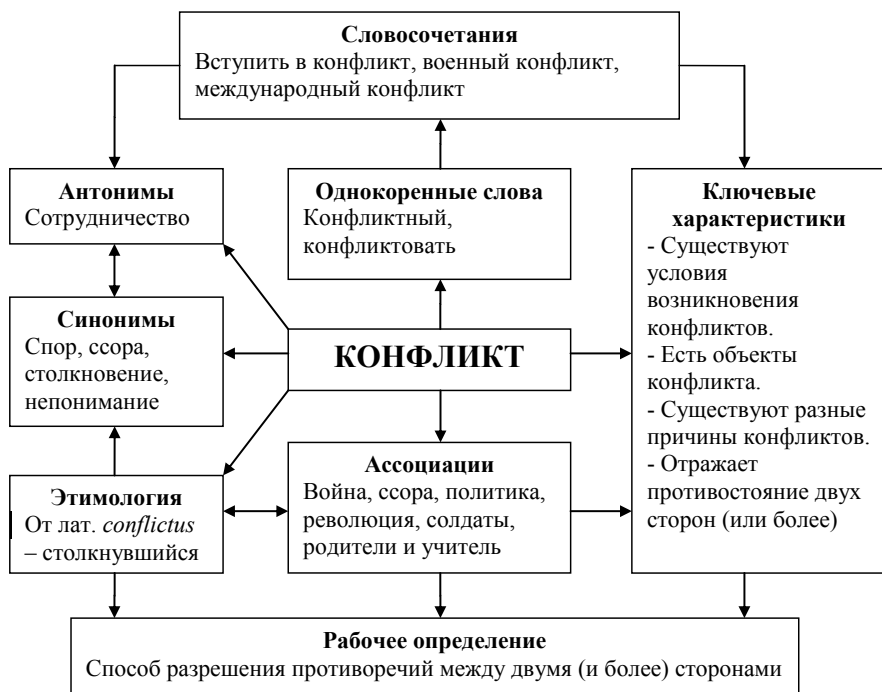 Словосочетания
Вступить в конфликт, военный конфликт,
международный конфликт
Антонимы
Сотрудничество
Однокоренные слова
Конфликтный,
конфликтовать
Ключевые
характеристики
- Существуют
условия
возникновения
конфликтов.
- Есть объекты
конфликта.
- Существуют разные
причины конфликтов.
- Отражает
противостояние двух
сторон (или более)
Синонимы
Спор, ссора,
столкновение,
непонимание
КОНФЛИКТ
Этимология
От лат. conflictus
– столкнувшийся
Ассоциации
Война, ссора, политика,
революция, солдаты,
родители и учитель
Рабочее определение
Способ разрешения противоречий между двумя (и более) сторонами